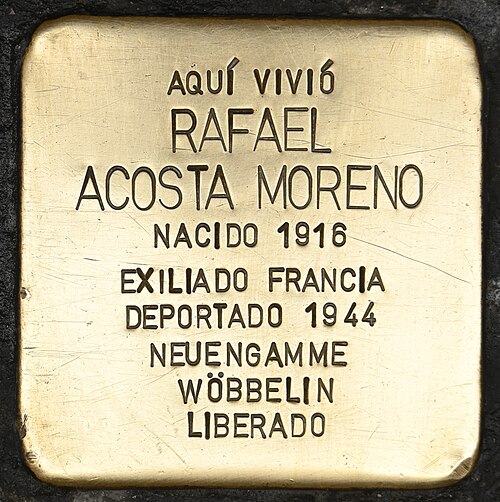 AQUÍ VIVIÓ
RAFAEL
ACOSTA MORENO
NACIDO 1916
EXILIADO FRANCIA
DEPORTADO 1944
NEUENGAMME
WÖBBELIN
LIBERADO